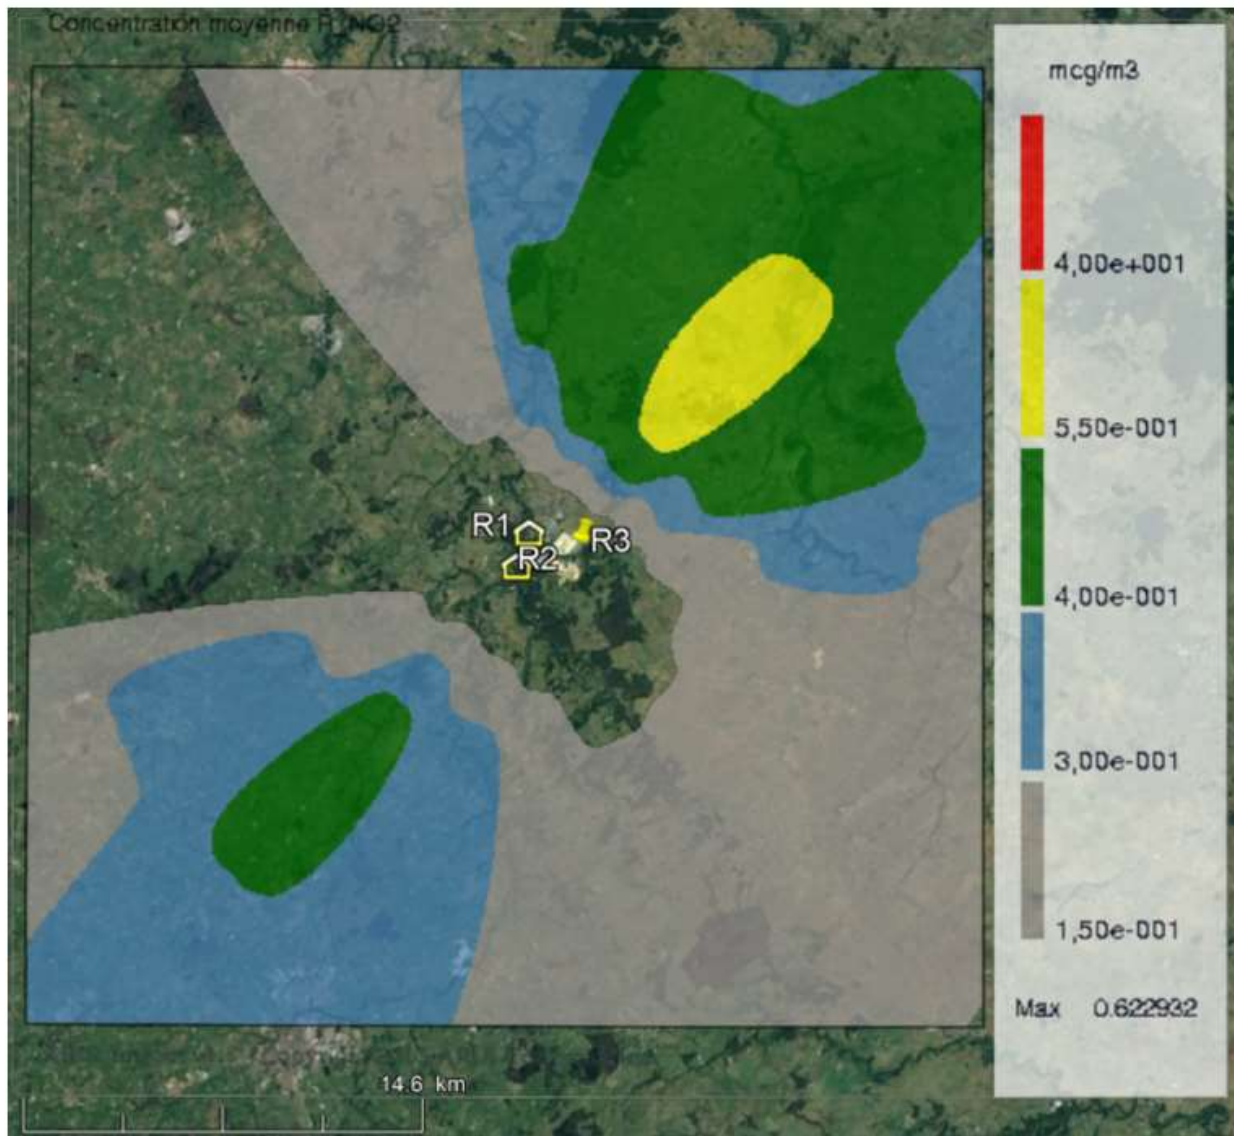 Concentration moyenne R_NO2
mcg/m3
4,00e+001
5,50e-001
4,00e-001
3,00e-001
1,50e-001
Max 0.622932
R1
R2
R3
14.6 km